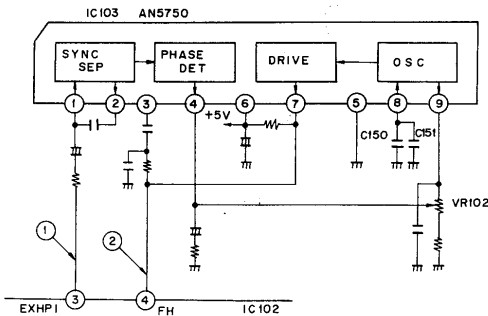 IC103 AN5750
SYNC
SEP
PHASE
DET
DRIVE
OSC
1
2
3
4
6
7
5
8
9
+5V
C150
C151
VR102
1
2
EXHP1
3
4
FH
IC102